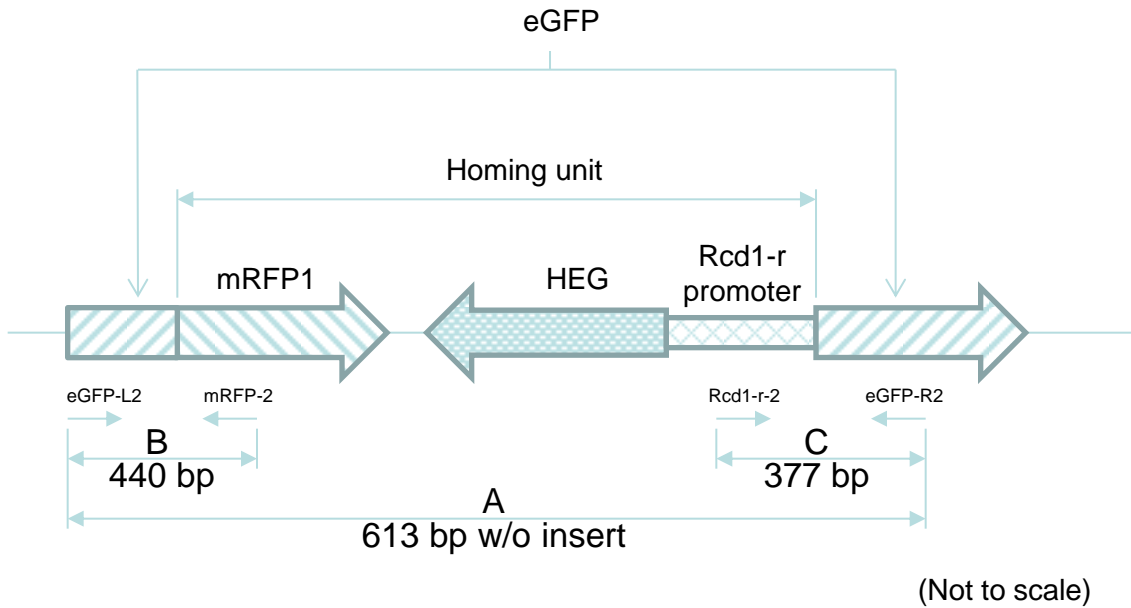 eGFP
Homing unit
mRFP1
HEG
Rcd1-r
promoter
eGFP-L2
mRFP-2
Rcd1-r-2
eGFP-R2
B
440 bp
C
377 bp
A
613 bp w/o insert
(Not to scale)